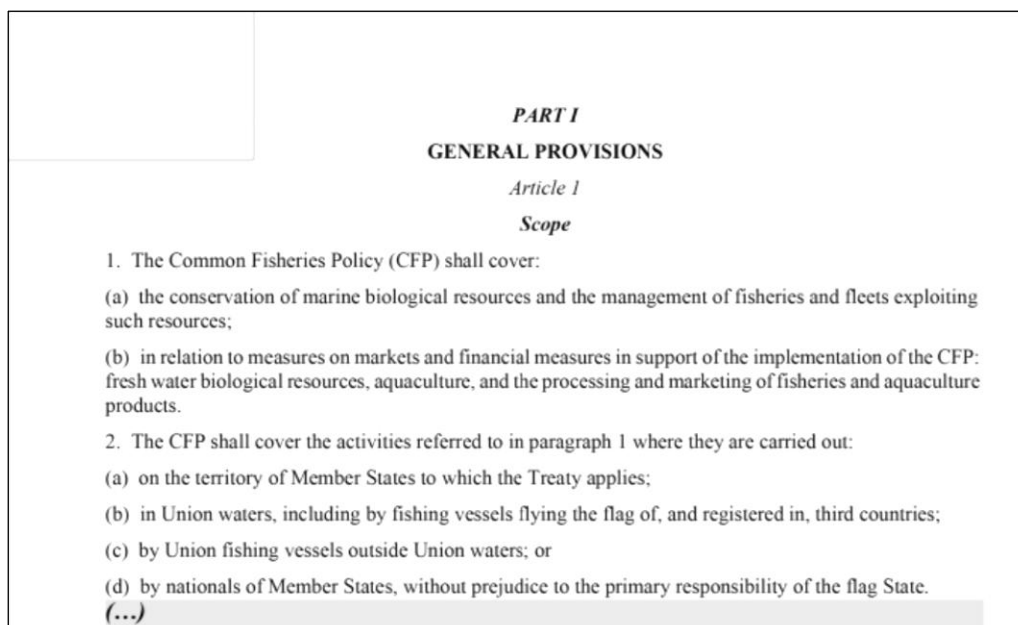 PART I
GENERAL PROVISIONS
Article 1
Scope
1. The Common Fisheries Policy (CFP) shall cover:
(a) the conservation of marine biological resources and the management of fisheries and fleets exploiting
such resources;
(b) in relation to measures on markets and financial measures in support of the implementation of the CFP:
fresh water biological resources, aquaculture, and the processing and marketing of fisheries and aquaculture
products.
2. The CFP shall cover the activities referred to in paragraph 1 where they are carried out:
(a) on the territory of Member States to which the Treaty applies;
(b) in Union waters, including by fishing vessels flying the flag of, and registered in, third countries;
(c) by Union fishing vessels outside Union waters; or
(d) by nationals of Member States, without prejudice to the primary responsibility of the flag State.
(...)